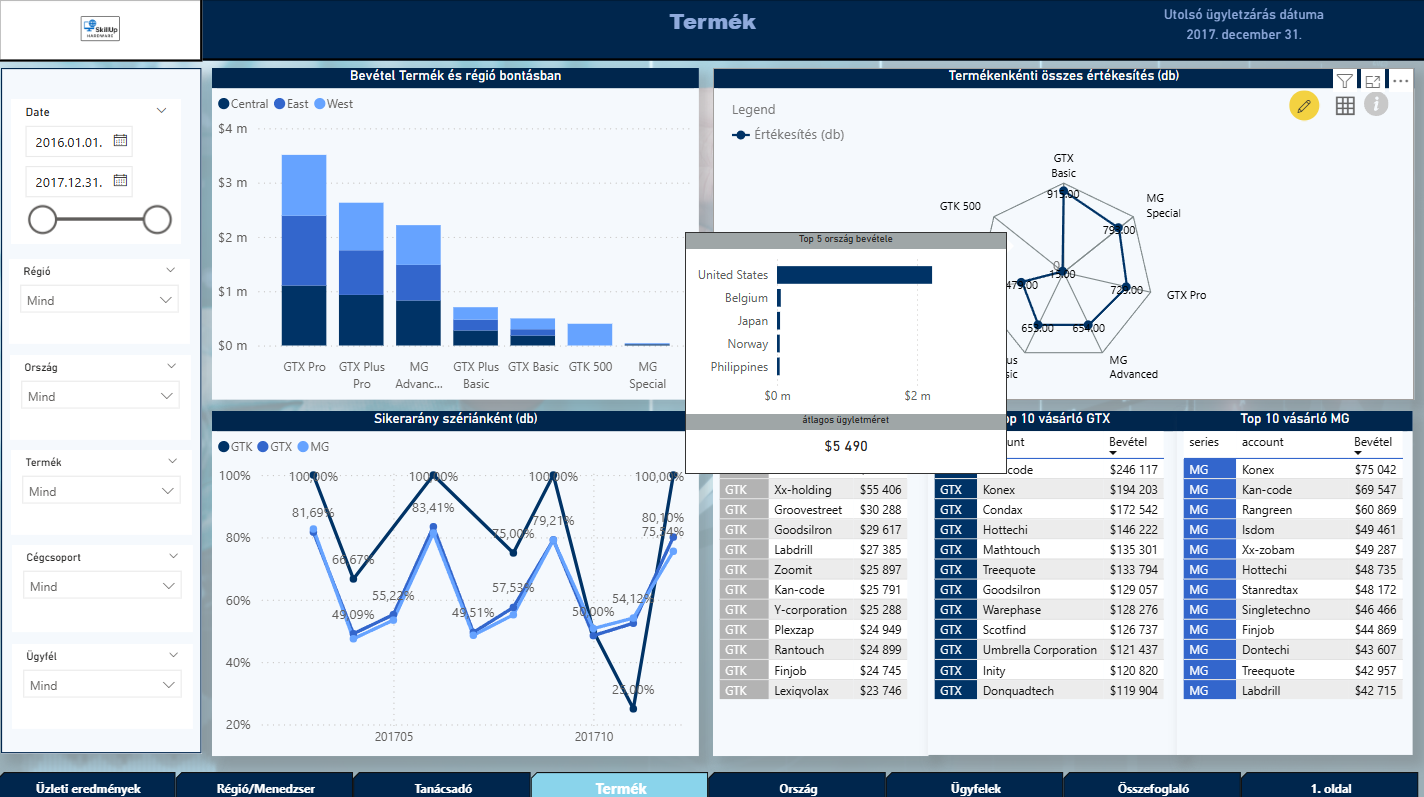 SkillUp
HARDWARE
Termék
Utolsó ügyletzárás dátuma
2017. december 31.
Date
2016.01.01.
2017.12.31.
Régió
Mind
Ország
Mind
Termék
Mind
Cégcsoport
Mind
Ügyfél
Mind
Bevétel Termék és régió bontásban
Central East West
$4 m
$3 m
$2 m
$1 m
$0 m
GTX Pro
GTX Plus
Pro
MG
Advanc...
GTX Plus
Basic
GTX Basic
GTK 500
MG
Special
Termékenkénti összes értékesítés (db)
Legend
Értékesítés (db)
GTX
Basic
MG
Special
GTX Pro
MG
Advanced
GTK 500
915.00
795.00
729.00
654.00
655.00
479.00
15.00
0
Top 5 ország bevétele
United States
Belgium
Japan
Norway
Philippines
$0 m $2 m
átlagos ügyletméret
$5 490
Sikerarány szériánként (db)
GTK GTX MG
100%
80%
60%
40%
20%
100,00% 100,00% 100,00% 100,00%
81,69% 83,41% 79,21% 80,10%
75,00% 75,54%
66,67%
49,09% 55,22% 49,51% 57,53% 50,00% 54,12%
25,00%
201705 201710
GTK Xx-holding $55 406
GTK Groovestreet $30 288
GTK Goodsilron $29 617
GTK Labdrill $27 385
GTK Zoomit $25 897
GTK Kan-code $25 791
GTK Y-corporation $25 288
GTK Plexzap $24 949
GTK Rantouch $24 899
GTK Finjob $24 745
GTK Lexiqvolax $23 746
10 vásárló GTX
Bevétel
code $246 117
GTX Konex $194 203
GTX Condax $172 542
GTX Hottechi $146 222
GTX Mathtouch $135 301
GTX Treequote $133 794
GTX Goodsilron $129 057
GTX Warephase $128 276
GTX Scotfind $126 737
GTX Umbrella Corporation $121 437
GTX Inity $120 820
GTX Donquadtech $119 904
Top 10 vásárló MG
series account Bevétel
MG Konex $75 042
MG Kan-code $69 547
MG Rangreen $60 869
MG Isdom $49 461
MG Xx-zobam $49 287
MG Hottechi $48 735
MG Stanredtax $48 172
MG Singletechno $46 466
MG Finjob $44 869
MG Dontechi $43 607
MG Treequote $42 957
MG Labdrill $42 715
Üzleti eredmények
Régió/Menedzser
Tanácsadó
Termék
Ország
Ügyfelek
Összefoglaló
1. oldal